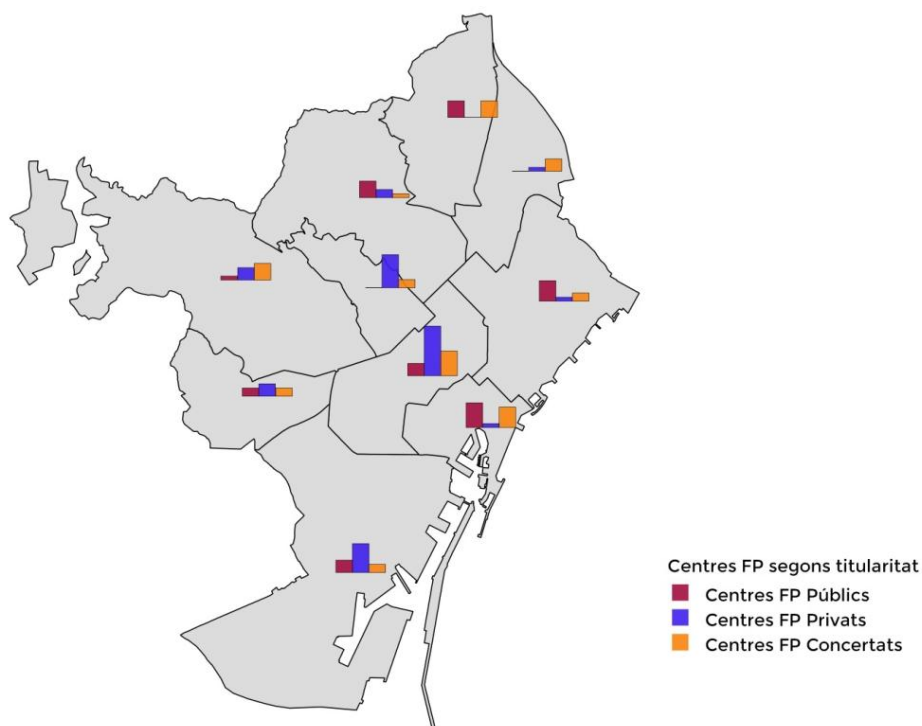 Centres FP segons titularitat
Centres FP Públics
Centres FP Privats
Centres FP Concertats